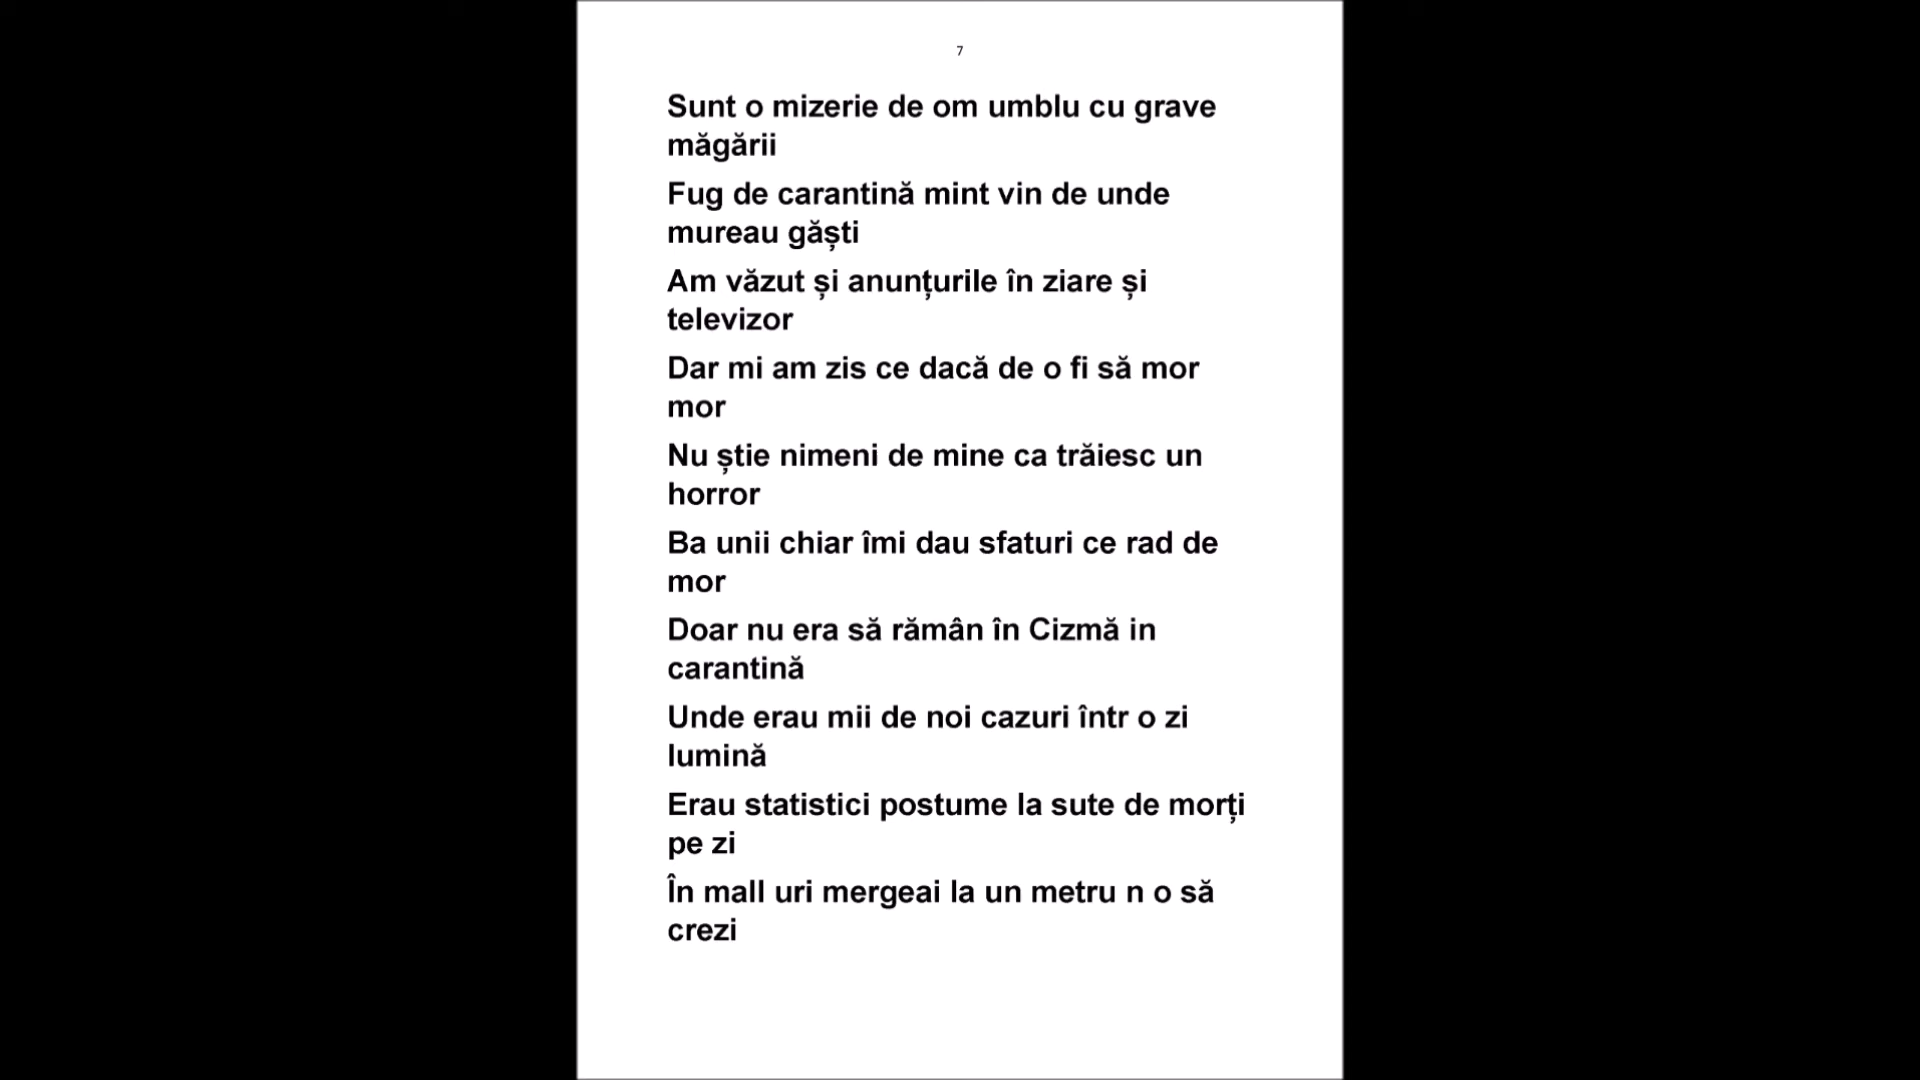 7
Sunt o mizerie de om umblu cu grave
măgării
Fug de carantină mint vin de unde
mureau găști
Am văzut și anunțurile în ziare și
televizor
Dar mi am zis ce dacă de o fi să mor
mor
Nu știe nimeni de mine ca trăiesc un
horror
Ba unii chiar îmi dau sfaturi ce rad de
mor
Doar nu era să rămân în Cizmă in
carantină
Unde erau mii de noi cazuri într o zi
lumină
Erau statistici postume la sute de morți
pe zi
În mall uri mergeai la un metru n o să
crezi